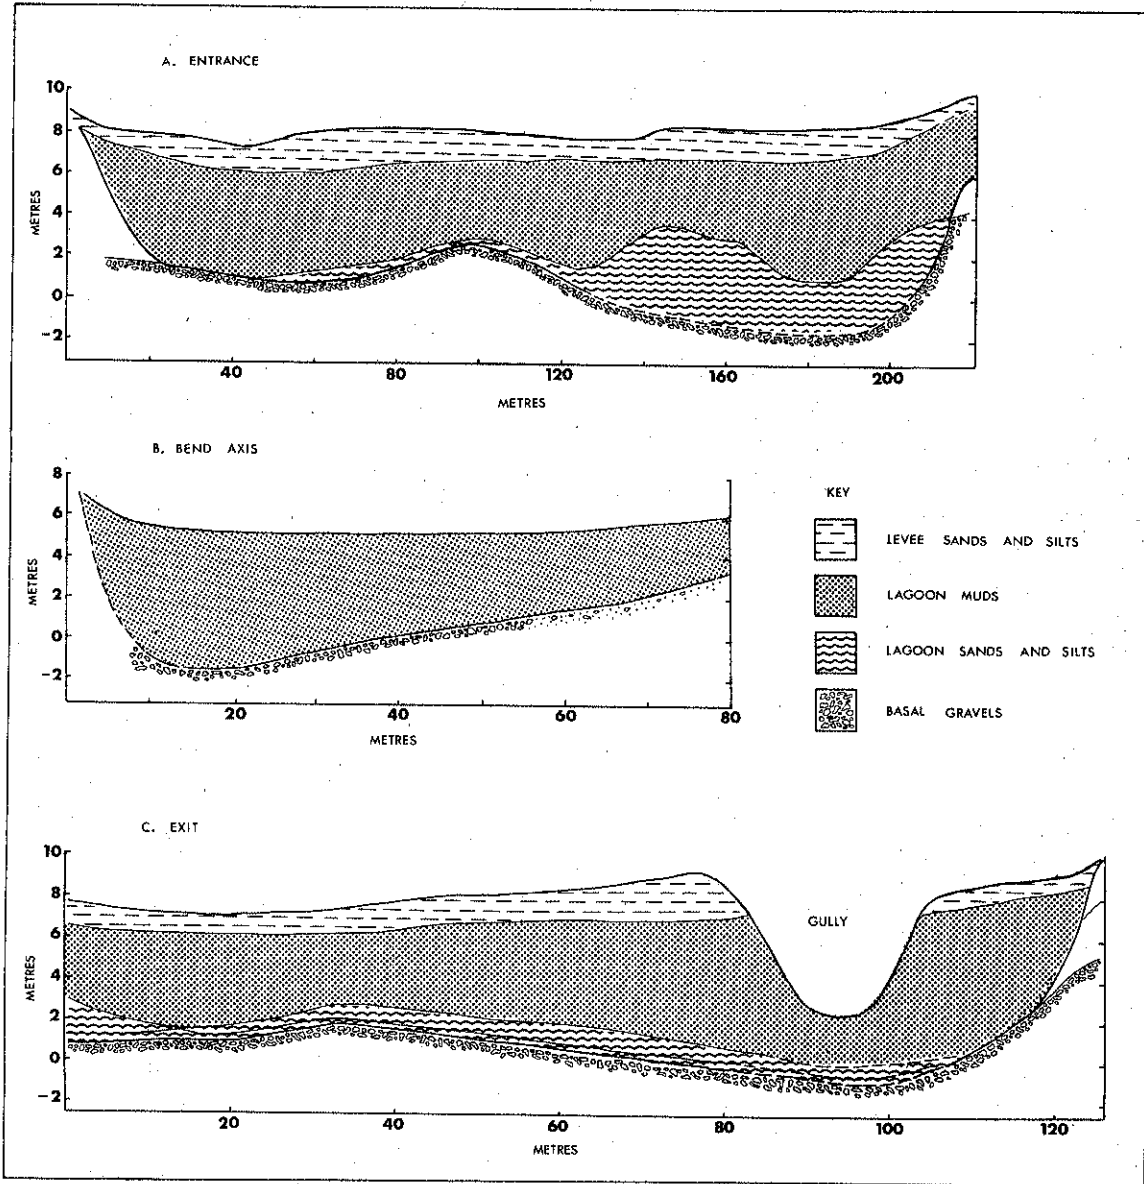 A. ENTRANCE
10
8
6
4
2
0
-2
METRES
40
80
120
160
200
METRES
B. BEND AXIS
8
6
4
2
0
-2
METRES
20
40
60
80
METRES
KEY
LEVEE SANDS AND SILTS
LAGOON MUDS
LAGOON SANDS AND SILTS
BASAL GRAVELS
C. EXIT
10
8
6
4
2
0
-2
METRES
GULLY
20
40
60
80
100
120
METRES